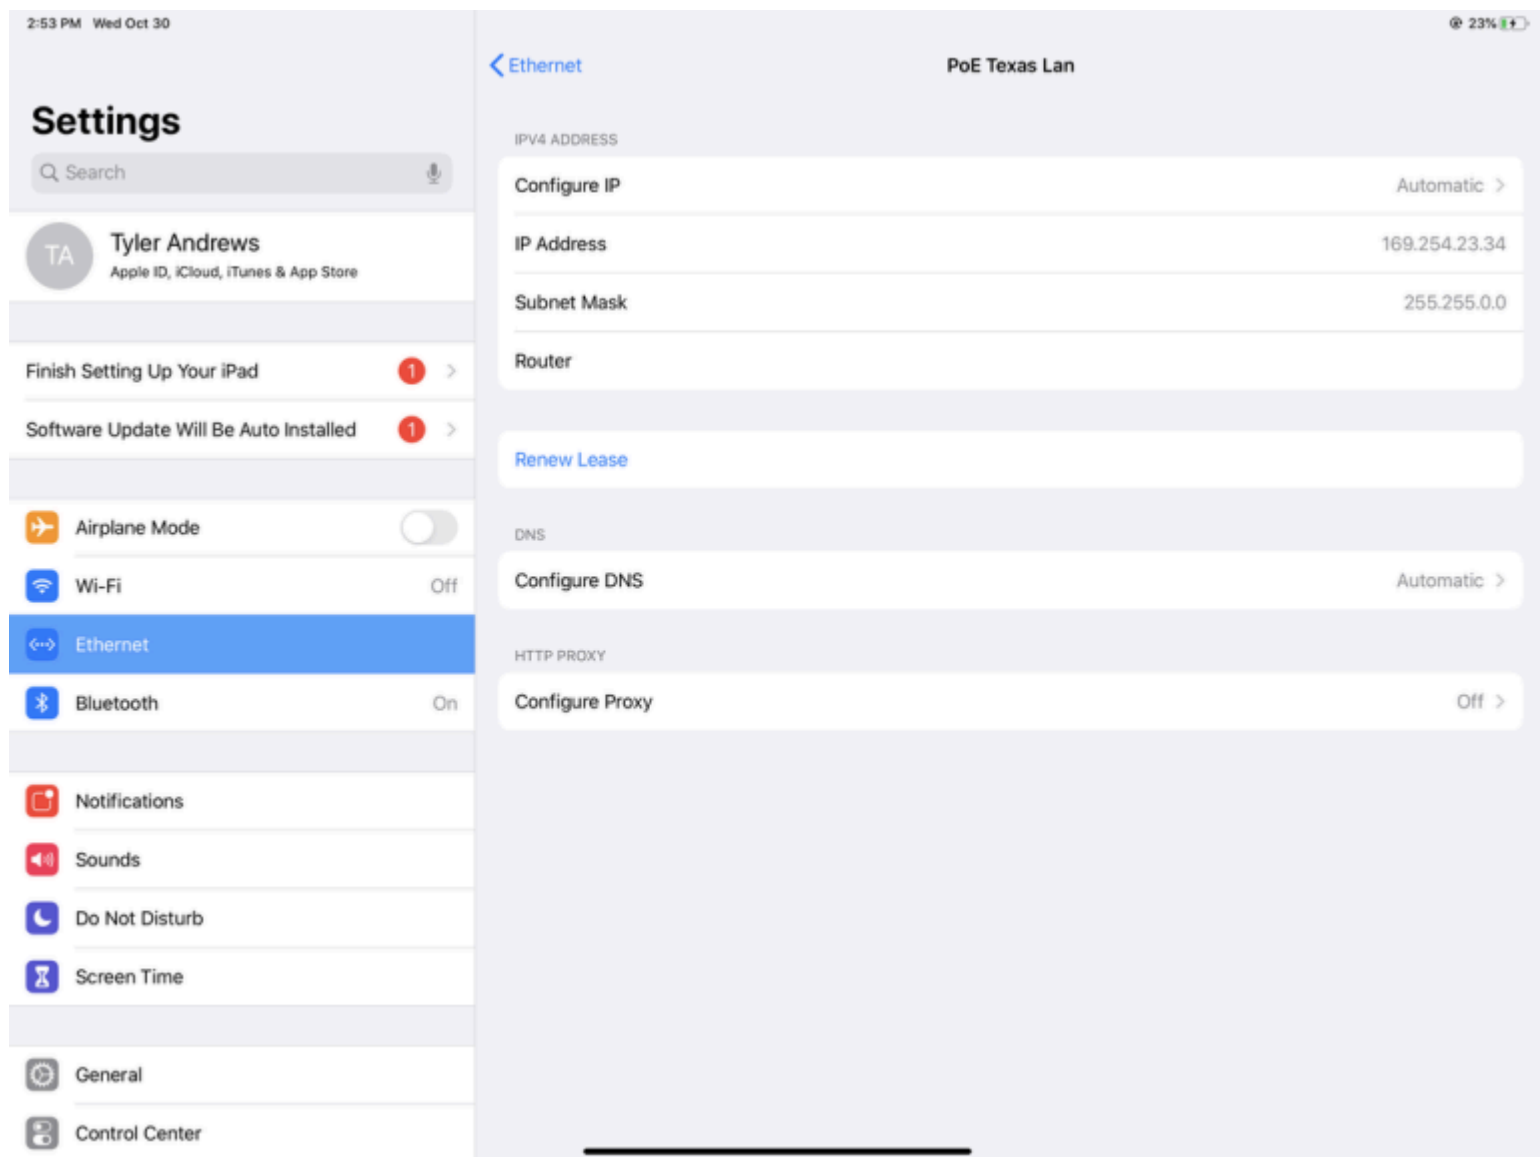 2:53 PM Wed Oct 30
23%
Settings
Search
TA
Tyler Andrews
Apple ID, iCloud, iTunes & App Store
Finish Setting Up Your iPad 1
Software Update Will Be Auto Installed 1
Airplane Mode
Wi-Fi Off
Ethernet
Bluetooth On
Notifications
Sounds
Do Not Disturb
Screen Time
General
Control Center
Ethernet
PoE Texas Lan
IPV4 ADDRESS
Configure IP Automatic
IP Address 169.254.23.34
Subnet Mask 255.255.0.0
Router
Renew Lease
DNS
Configure DNS Automatic
HTTP PROXY
Configure Proxy Off